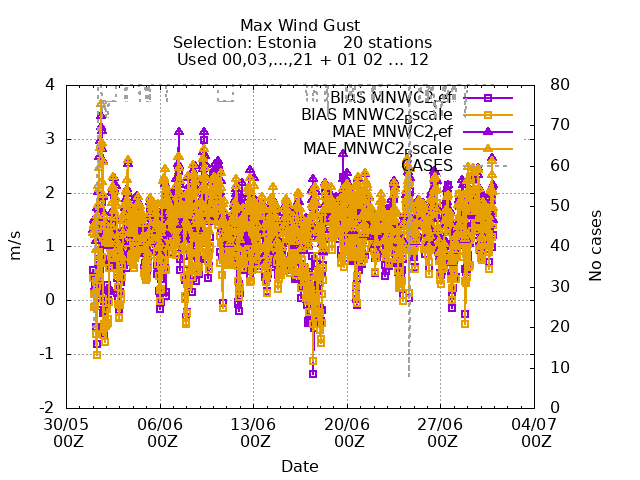 Max Wind Gust
Selection: Estonia 20 stations
Used 00,03,...,21 + 01 02 ... 12
BIAS MNWC2_ref
BIAS MNWC2_scale
MAE MNWC2_ref
MAE MNWC2_scale
CASES
4
3
2
1
0
-1
-2
m/s
80
70
60
50
40
30
20
10
0
No cases
30/05 06/06 13/06 20/06 27/06 04/07
00Z 00Z 00Z 00Z 00Z 00Z
Date